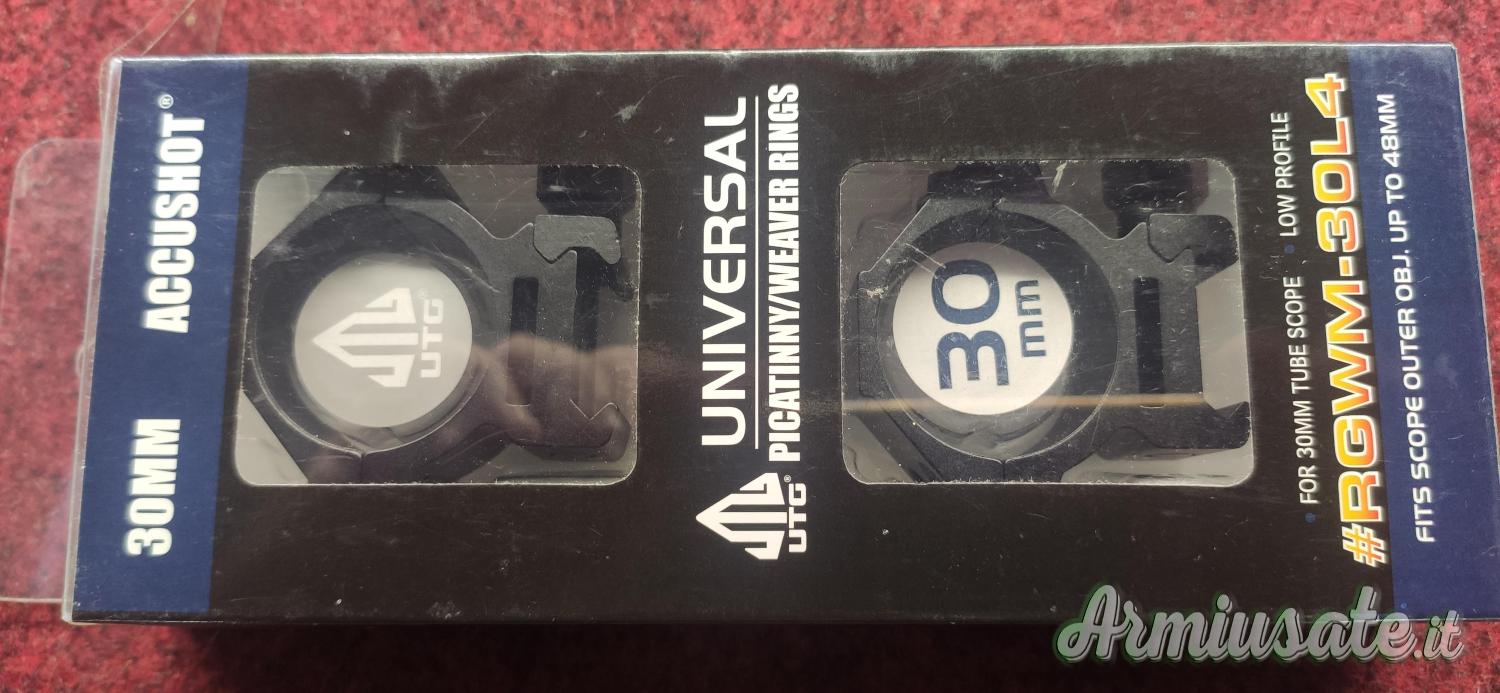 30MM ACCUSHOT®
UTG®
UTG®
UNIVERSAL
PICATINNY/WEAVER RINGS
30
mm
• FOR 30MM TUBE SCOPE • LOW PROFILE
#RGWM-30L4
FITS SCOPE OUTER OBJ. UP TO 48MM
Armiusate.it